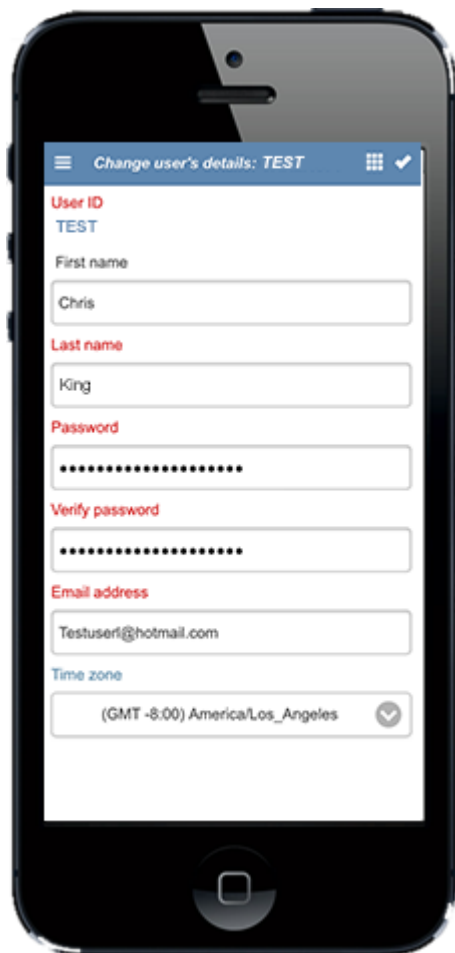 Change user's details: TEST
User ID
TEST
First name
Chris
Last name
King
Password
••••••••••••••••••••
Verify password
••••••••••••••••••••
Email address
Testuserl@hotmail.com
Time zone
(GMT -8:00) America/Los_Angeles